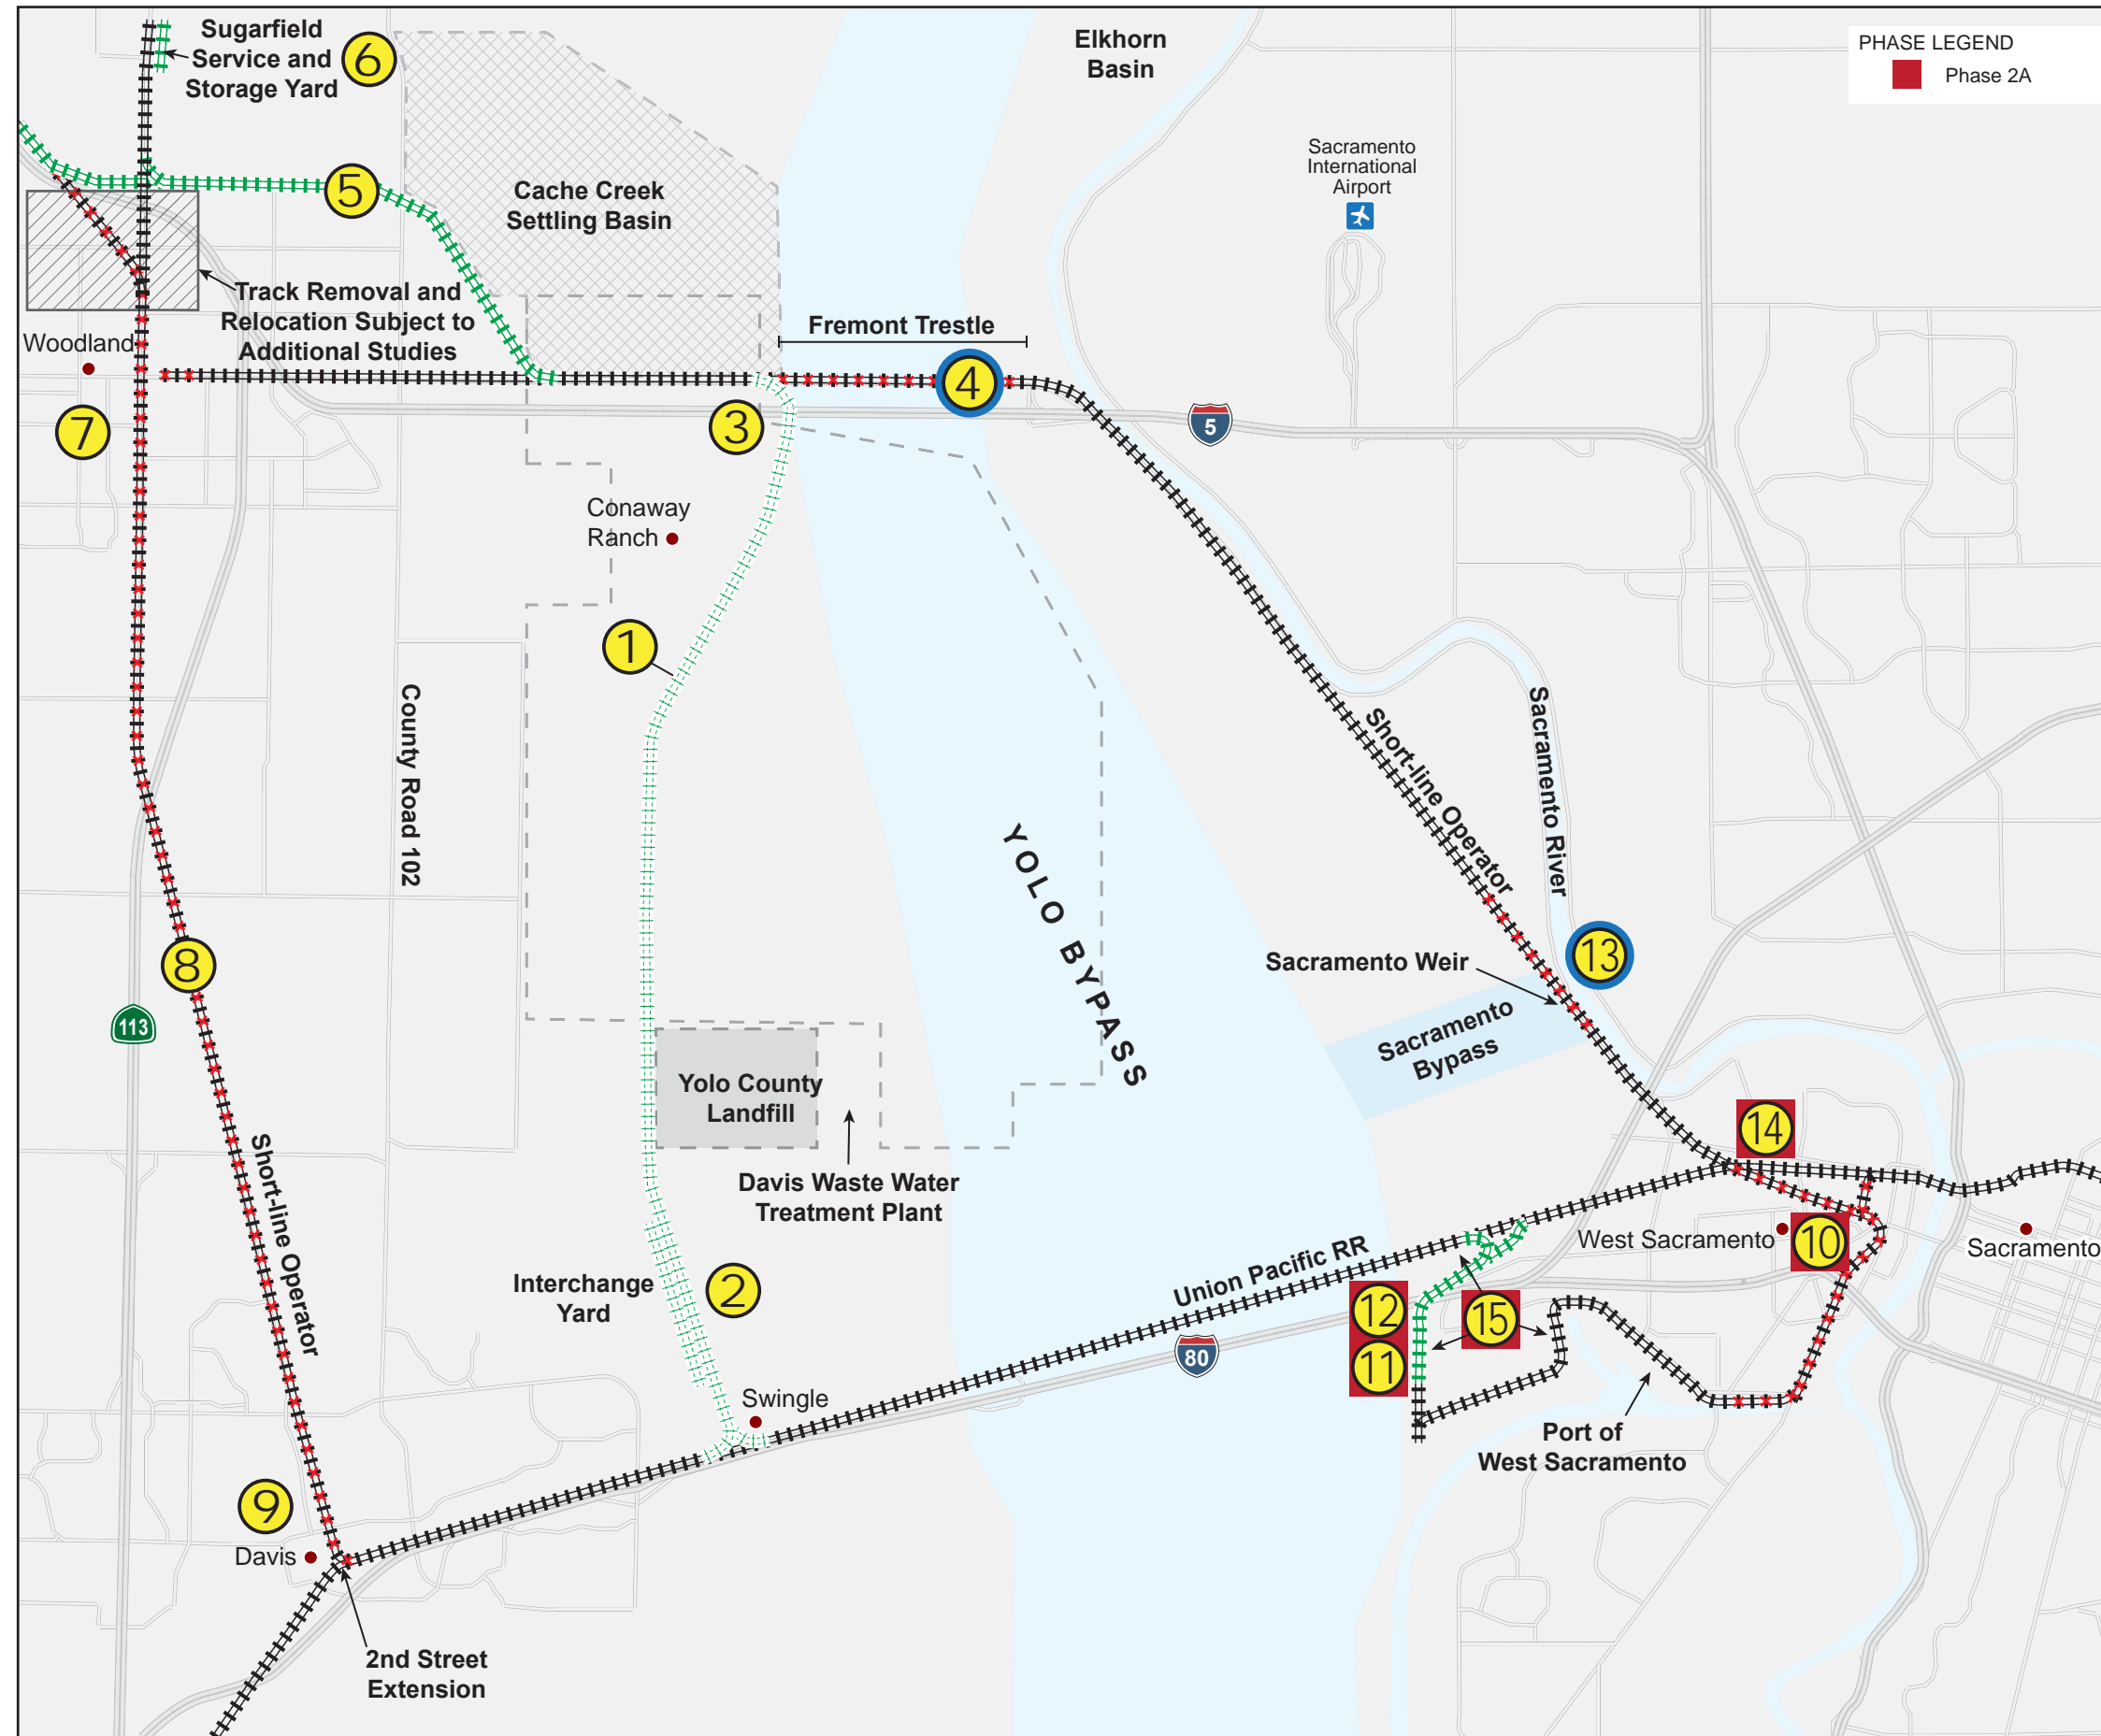 Sugarfield
Service and
Storage Yard
6
Elkhorn
Basin
PHASE LEGEND
Phase 2A
Sacramento
International
Airport
5
Cache Creek
Settling Basin
Track Removal and
Relocation Subject to
Additional Studies
Woodland
Fremont Trestle
4
7
3
5
Conaway
Ranch
1
County Road 102
Short-line Operator
Sacramento River
YOLO BYPASS
8
13
Sacramento Weir
113
Sacramento
Bypass
Yolo County
Landfill
14
Davis Waste Water
Treatment Plant
Short-line Operator
West Sacramento
10
Sacramento
Interchange
Yard
2
Union Pacific RR
12
15
11
80
Swingle
Port of
West Sacramento
9
Davis
2nd Street
Extension